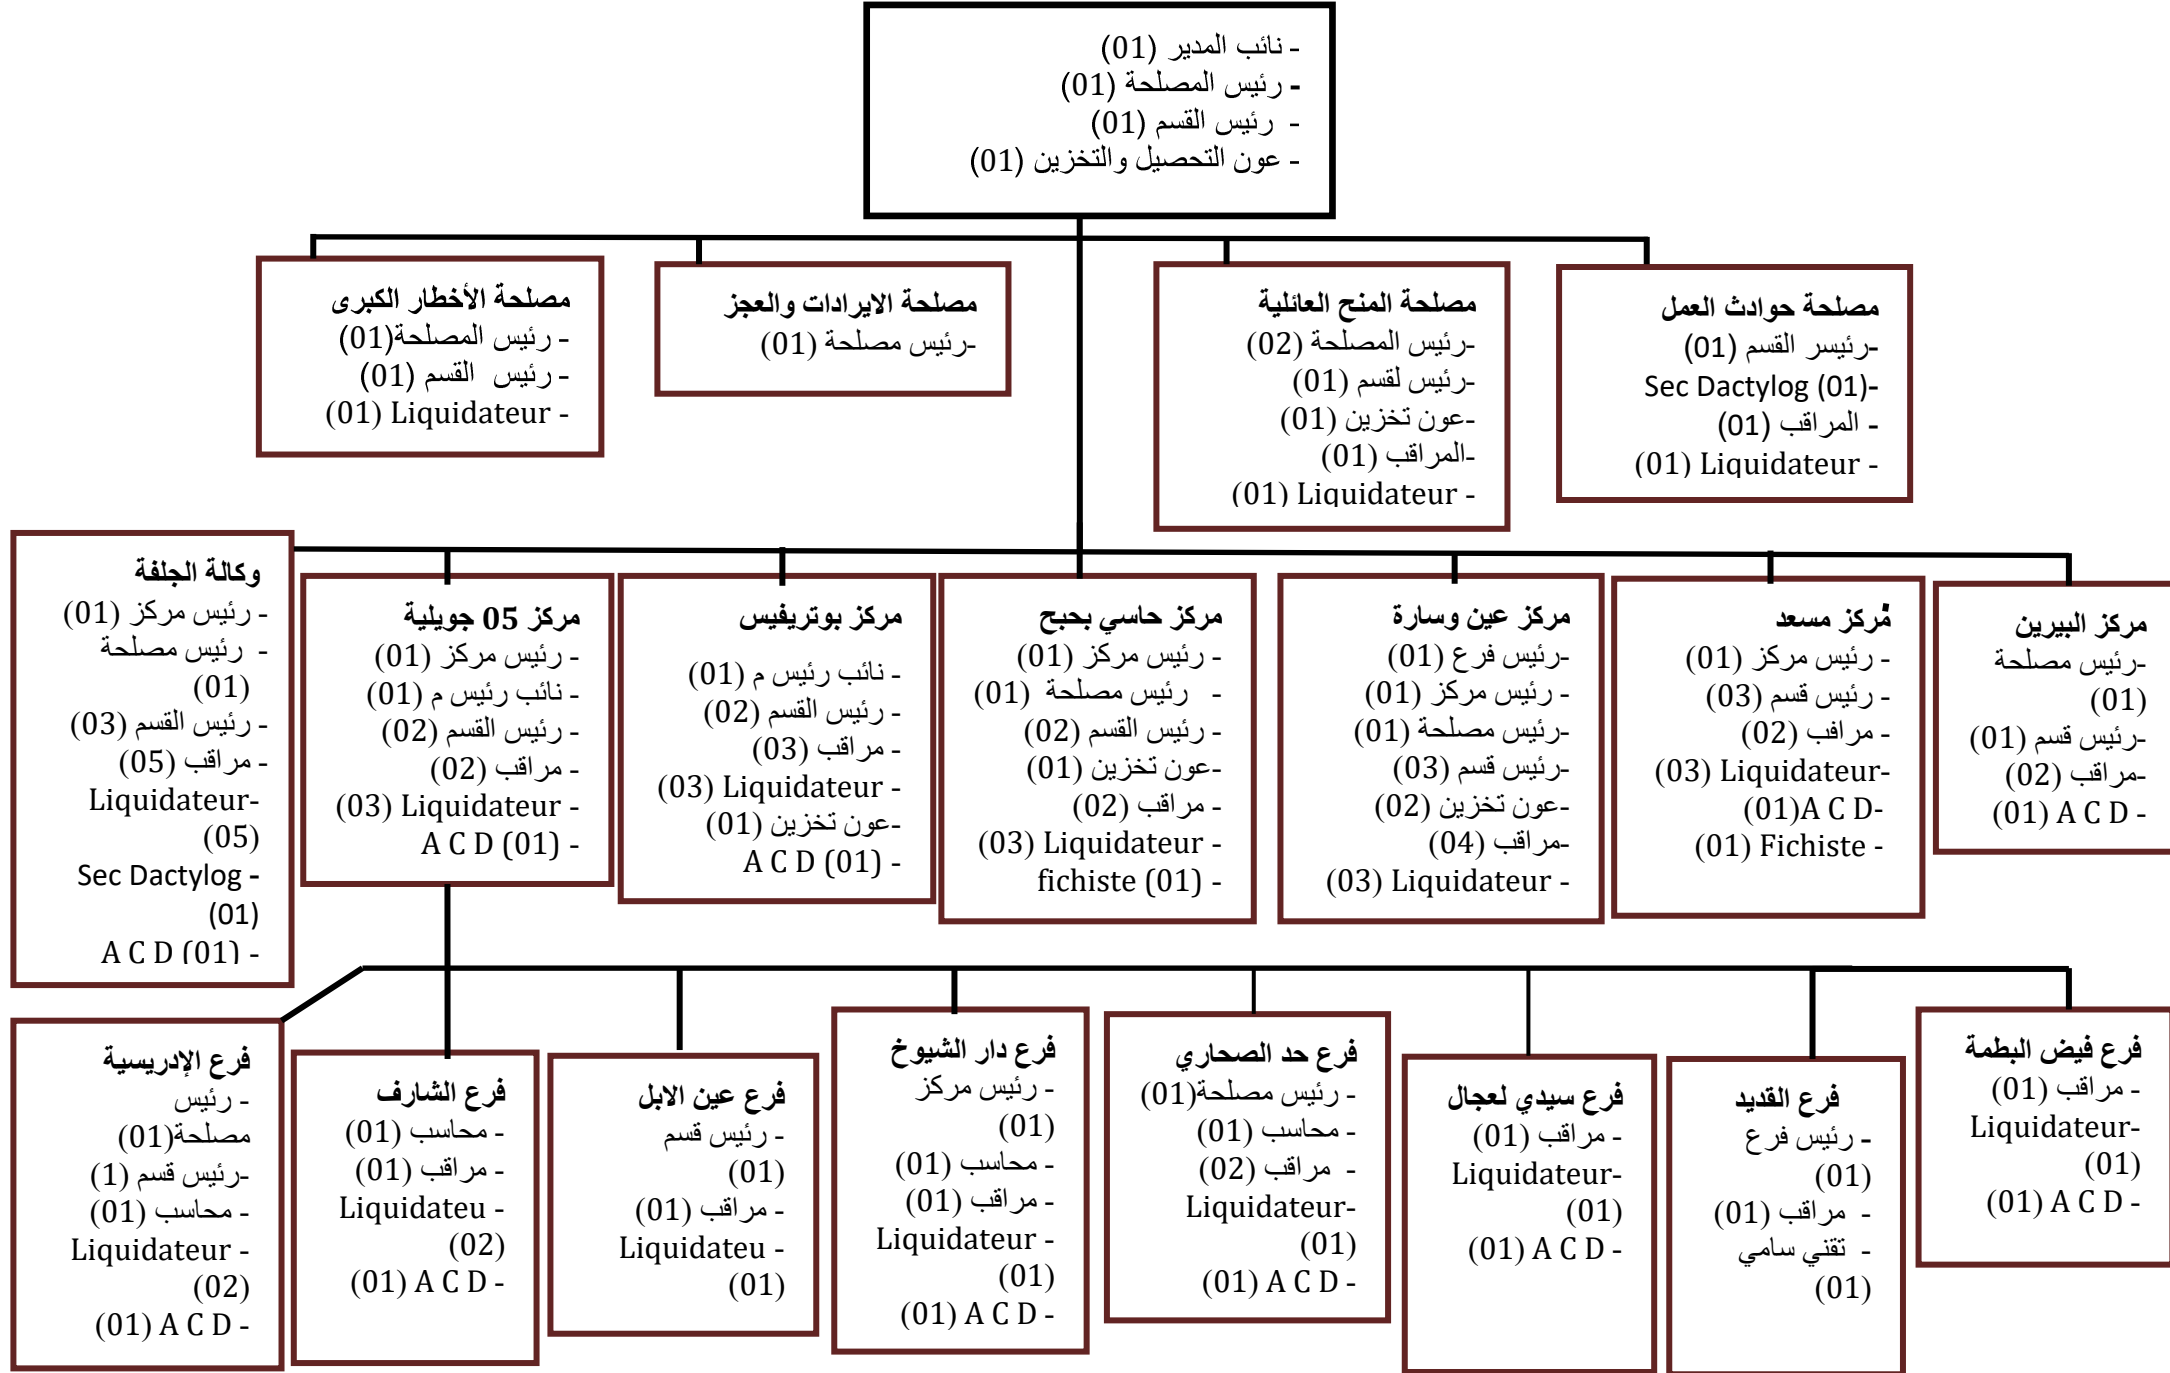 - نائب المدير (01)
- رئيس المصلحة (01)
- رئيس القسم (01)
- عون التحصيل والتخزين (01)
مصلحة حوادث العمل
-رئيسر القسم (01)
Sec Dactylog (01)-
- المراقب (01)
(01) Liquidateur -
مصلحة المنح العائلية
-رئيس المصلحة (02)
-رئيس لقسم (01)
-عون تخزين (01)
-المراقب (01)
(01) Liquidateur -
مصلحة الايرادات والعجز
-رئيس مصلحة (01)
مصلحة الأخطار الكبرى
- رئيس المصلحة(01)
- رئيس القسم (01)
(01) Liquidateur -
مركز البيرين
-رئيس مصلحة
(01)
-رئيس قسم (01)
-مراقب (02)
(01) A C D -
مركز مسعد
- رئيس مركز (01)
- رئيس قسم (03)
- مراقب (02)
(03) Liquidateur-
(01)A C D-
(01) Fichiste -
مركز عين وسارة
-رئيس فرع (01)
- رئيس مركز (01)
-رئيس مصلحة (01)
-رئيس قسم (03)
-عون تخزين (02)
-مراقب (04)
(03) Liquidateur -
مركز حاسي بحبح
- رئيس مركز (01)
- رئيس مصلحة (01)
- رئيس القسم (02)
-عون تخزين (01)
- مراقب (02)
(03) Liquidateur -
fichiste (01) -
مركز بوتريفيس
- نائب رئيس م (01)
- رئيس القسم (02)
- مراقب (03)
(03) Liquidateur -
-عون تخزين (01)
A C D (01) -
مركز 05 جويلية
- رئيس مركز (01)
- نائب رئيس م (01)
- رئيس القسم (02)
- مراقب (02)
(03) Liquidateur -
A C D (01) -
وكالة الجلفة
- رئيس مركز (01)
- رئيس مصلحة
(01)
- رئيس القسم (03)
- مراقب (05)
Liquidateur-
(05)
Sec Dactylog -
(01)
A C D (01) -
فرع فيض البطمة
- مراقب (01)
Liquidateur-
(01)
(01) A C D -
فرع القديد
- رئيس فرع
(01)
- مراقب (01)
- تقني سامي
(01)
فرع سيدي لعجال
- مراقب (01)
Liquidateur-
(01)
(01) A C D -
فرع حد الصحاري
- رئيس مصلحة(01)
- محاسب (01)
- مراقب (02)
Liquidateur-
(01)
(01) A C D -
فرع دار الشيوخ
- رئيس مركز
(01)
- محاسب (01)
- مراقب (01)
Liquidateur -
(01)
(01) A C D -
فرع عين الابل
- رئيس قسم
(01)
- مراقب (01)
Liquidateu -
(01)
فرع الشارف
- محاسب (01)
- مراقب (01)
Liquidateu -
(02)
(01) A C D -
فرع الإدريسية
- رئيس
مصلحة(01)
-رئيس قسم (1)
- محاسب (01)
Liquidateur -
(02)
(01) A C D -